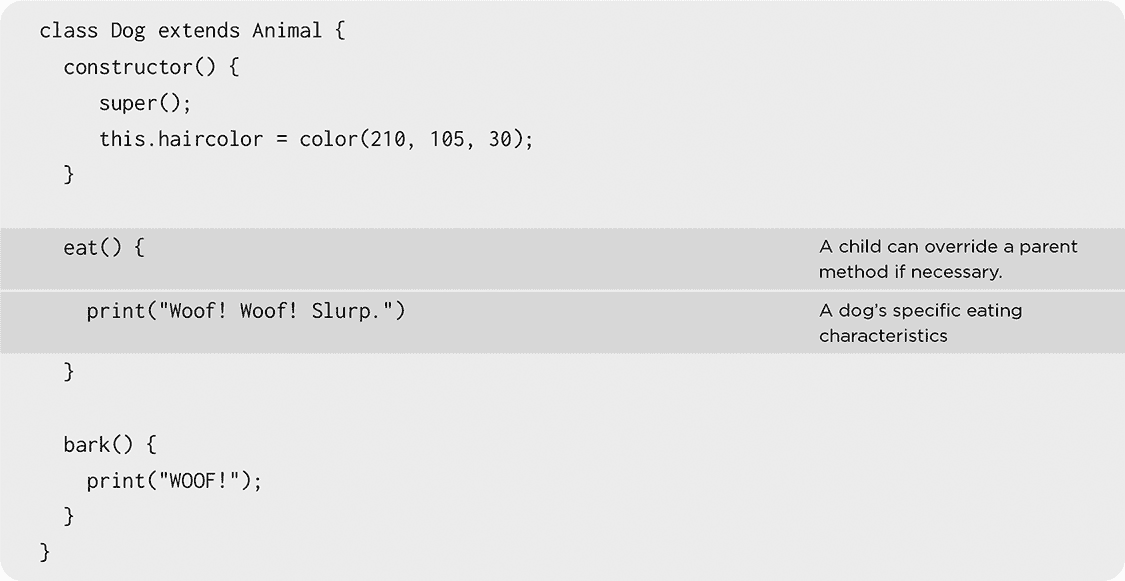 class Dog extends Animal {
  constructor() {
     super();
     this.haircolor = color(210, 105, 30);
  }
  eat() {
A child can override a parent
method if necessary.
    print("Woof! Woof! Slurp.")
A dog’s specific eating
characteristics
  }
  bark() {
    print("WOOF!");
  }
}